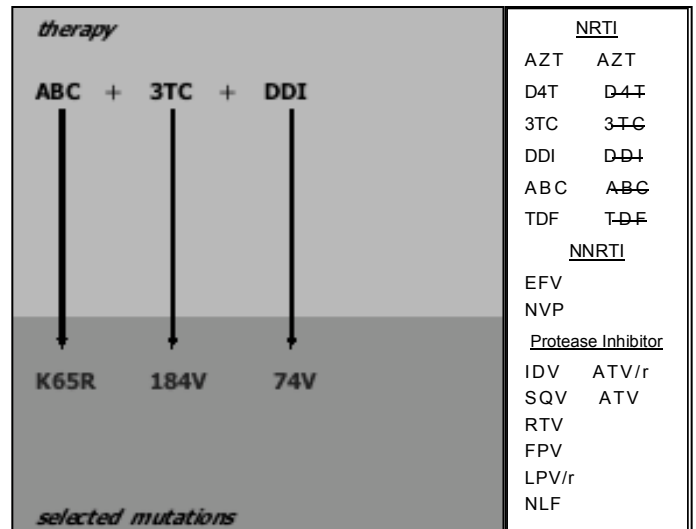 therapy
ABC + 3TC + DDI
K65R 184V 74V
selected mutations
NRTI
AZT AZT
D4T D4T
3TC 3TC
DDI DDI
ABC ABC
TDF TDF
NNRTI
EFV
NVP
Protease Inhibitor
IDV ATV/r
SQV ATV
RTV
FPV
LPV/r
NLF